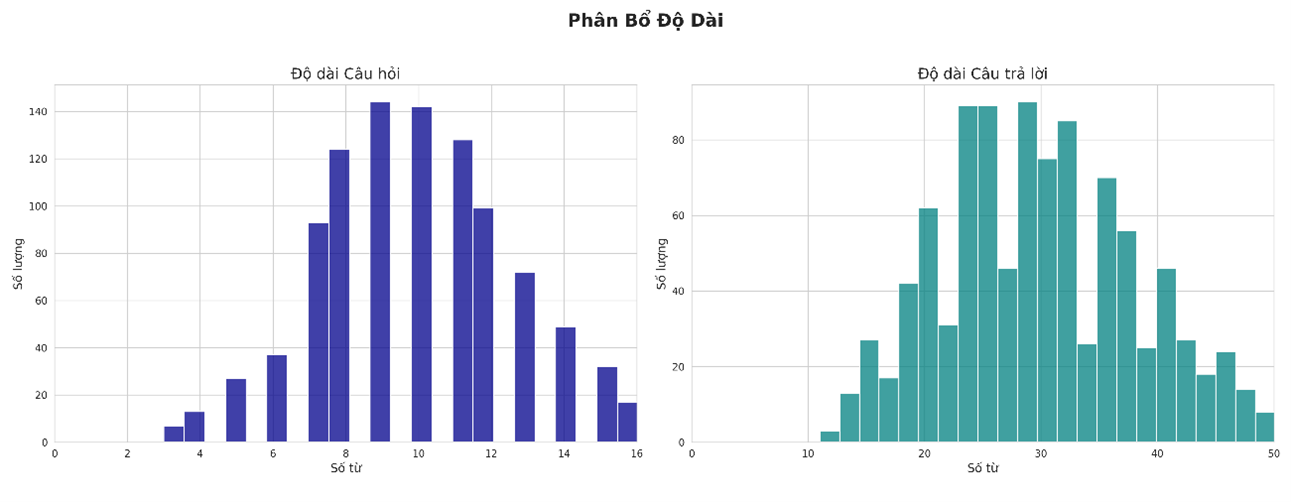 Phân Bổ Độ Dài
Độ dài Câu hỏi
140
120
100
80
60
40
20
0
Số lượng
0 2 4 6 8 10 12 14 16
Số từ
Độ dài Câu trả lời
80
60
40
20
0
Số lượng
0 10 20 30 40 50
Số từ